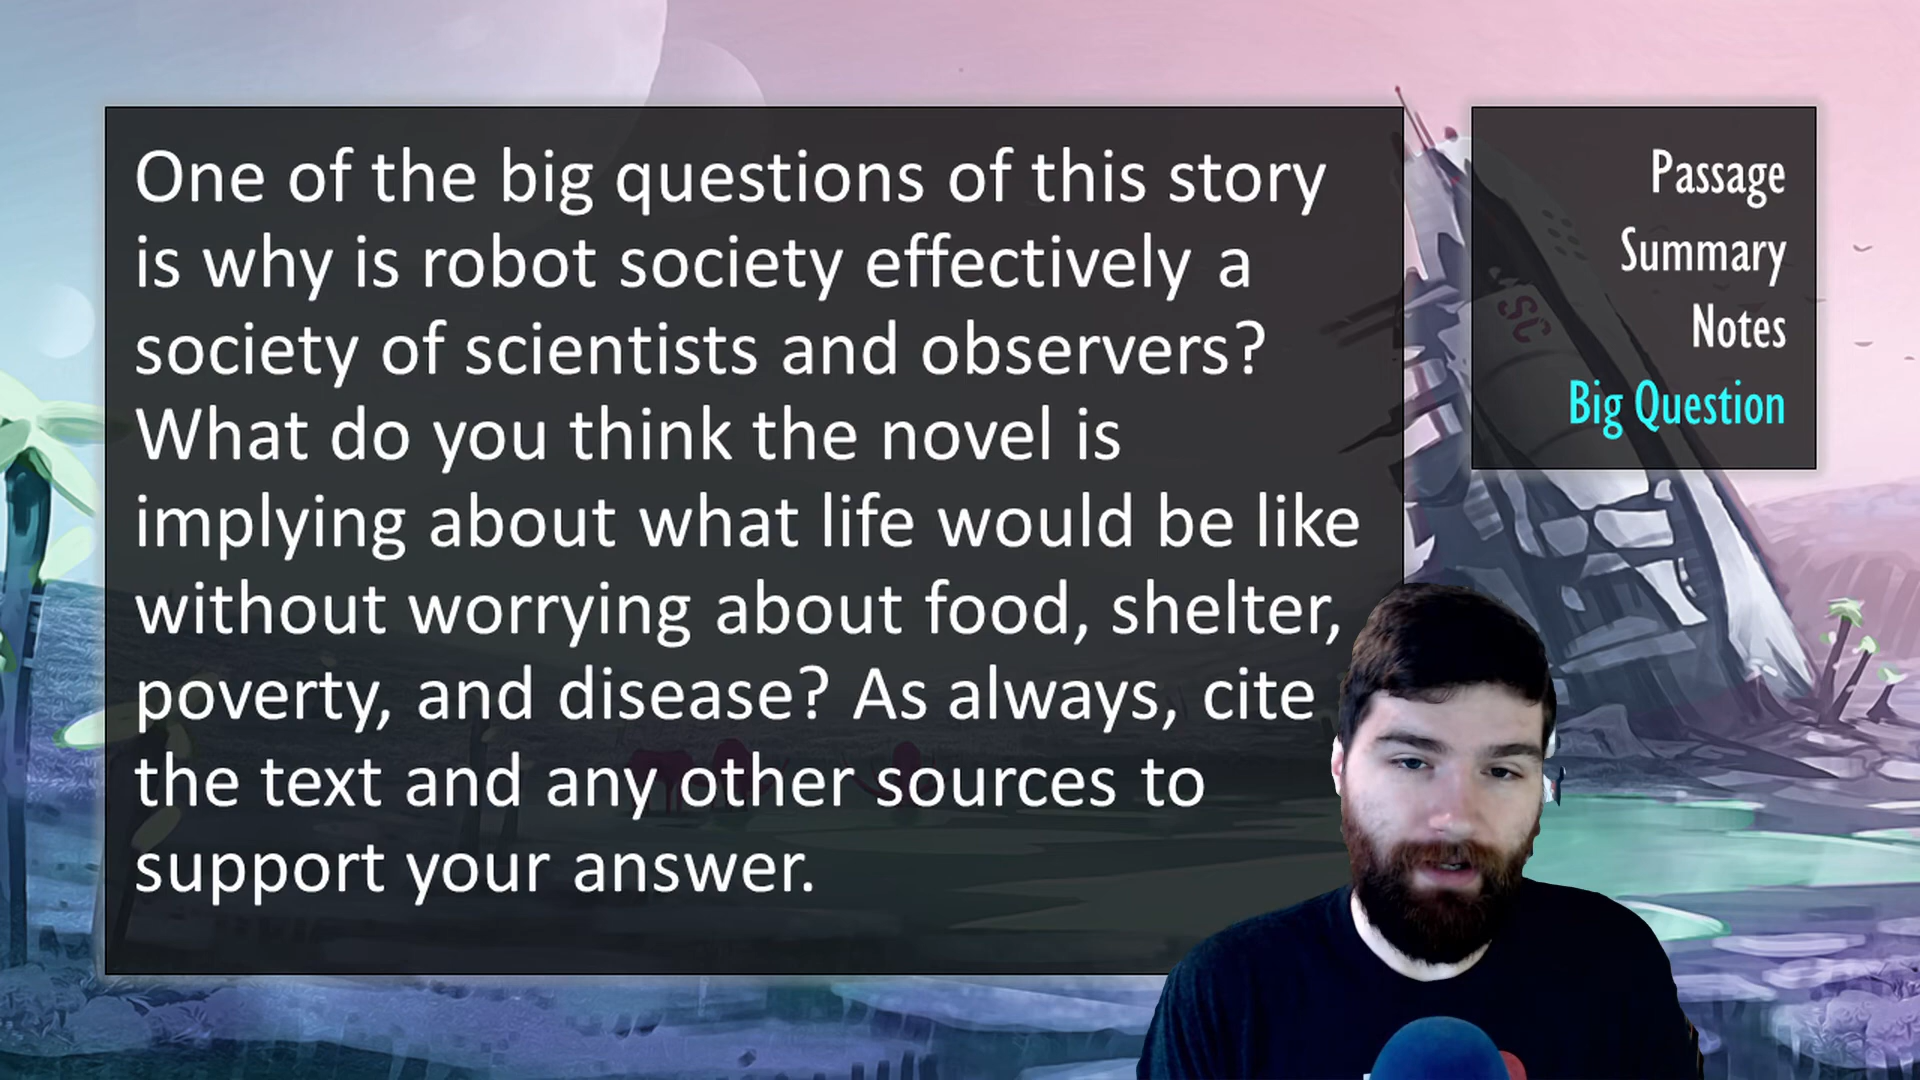 One of the big questions of this story
is why is robot society effectively a
society of scientists and observers?
What do you think the novel is
implying about what life would be like
without worrying about food, shelter,
poverty, and disease? As always, cite
the text and any other sources to
support your answer.
Passage
Summary
Notes
Big Question
SC